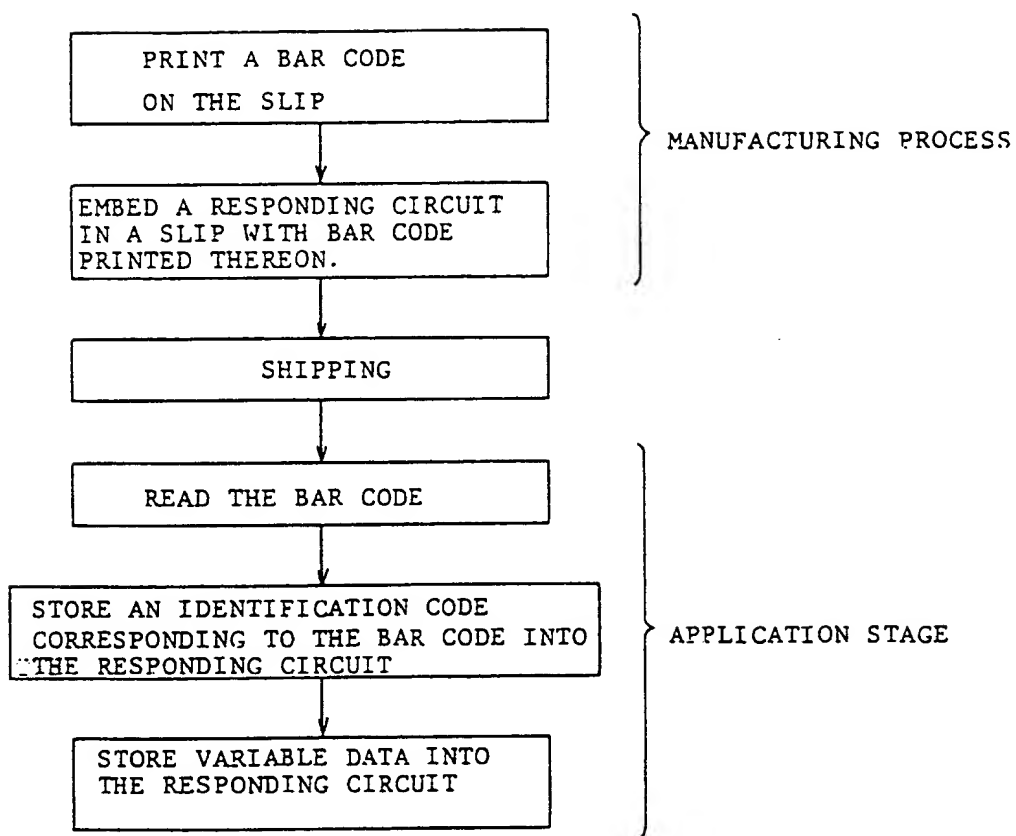 PRINT A BAR CODE
ON THE SLIP
MANUFACTURING PROCESS
EMBED A RESPONDING CIRCUIT
IN A SLIP WITH BAR CODE
PRINTED THEREON.
SHIPPING
READ THE BAR CODE
STORE AN IDENTIFICATION CODE
CORRESPONDING TO THE BAR CODE INTO
THE RESPONDING CIRCUIT
APPLICATION STAGE
STORE VARIABLE DATA INTO
THE RESPONDING CIRCUIT